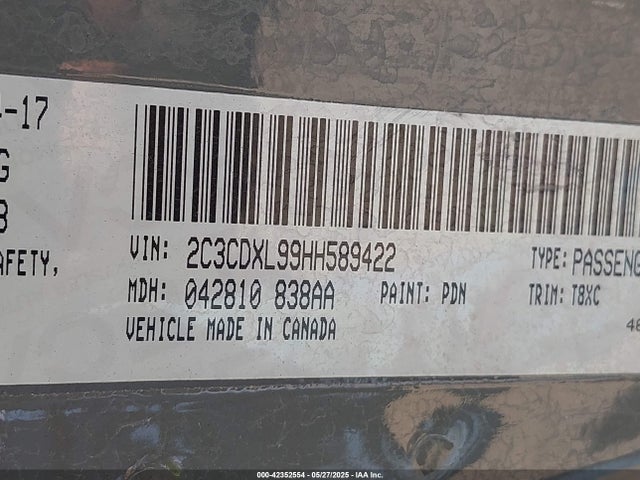 -17
G
8
AFETY,
VIN: 2C3CDXL99HH589422
TYPE: PASSENG
MDH: 042810 838AA PAINT: PDN TRIM: T8XC
VEHICLE MADE IN CANADA
000-42352554 - 05/27/2025 - IAA Inc.